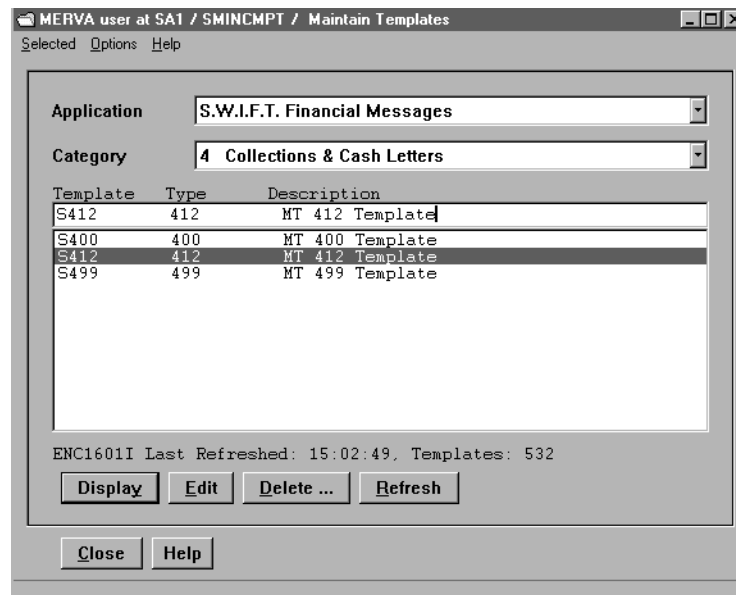 MERVA user at SA1 / SMINCMPT / Maintain Templates
Selected Options Help
Application S.W.I.F.T. Financial Messages
Category 4 Collections & Cash Letters
Template Type Description
S412 412 MT 412 Template
S400 400 MT 400 Template
S412 412 MT 412 Template
S499 499 MT 499 Template
ENC1601I Last Refreshed: 15:02:49, Templates: 532
Display Edit Delete ... Refresh
Close Help